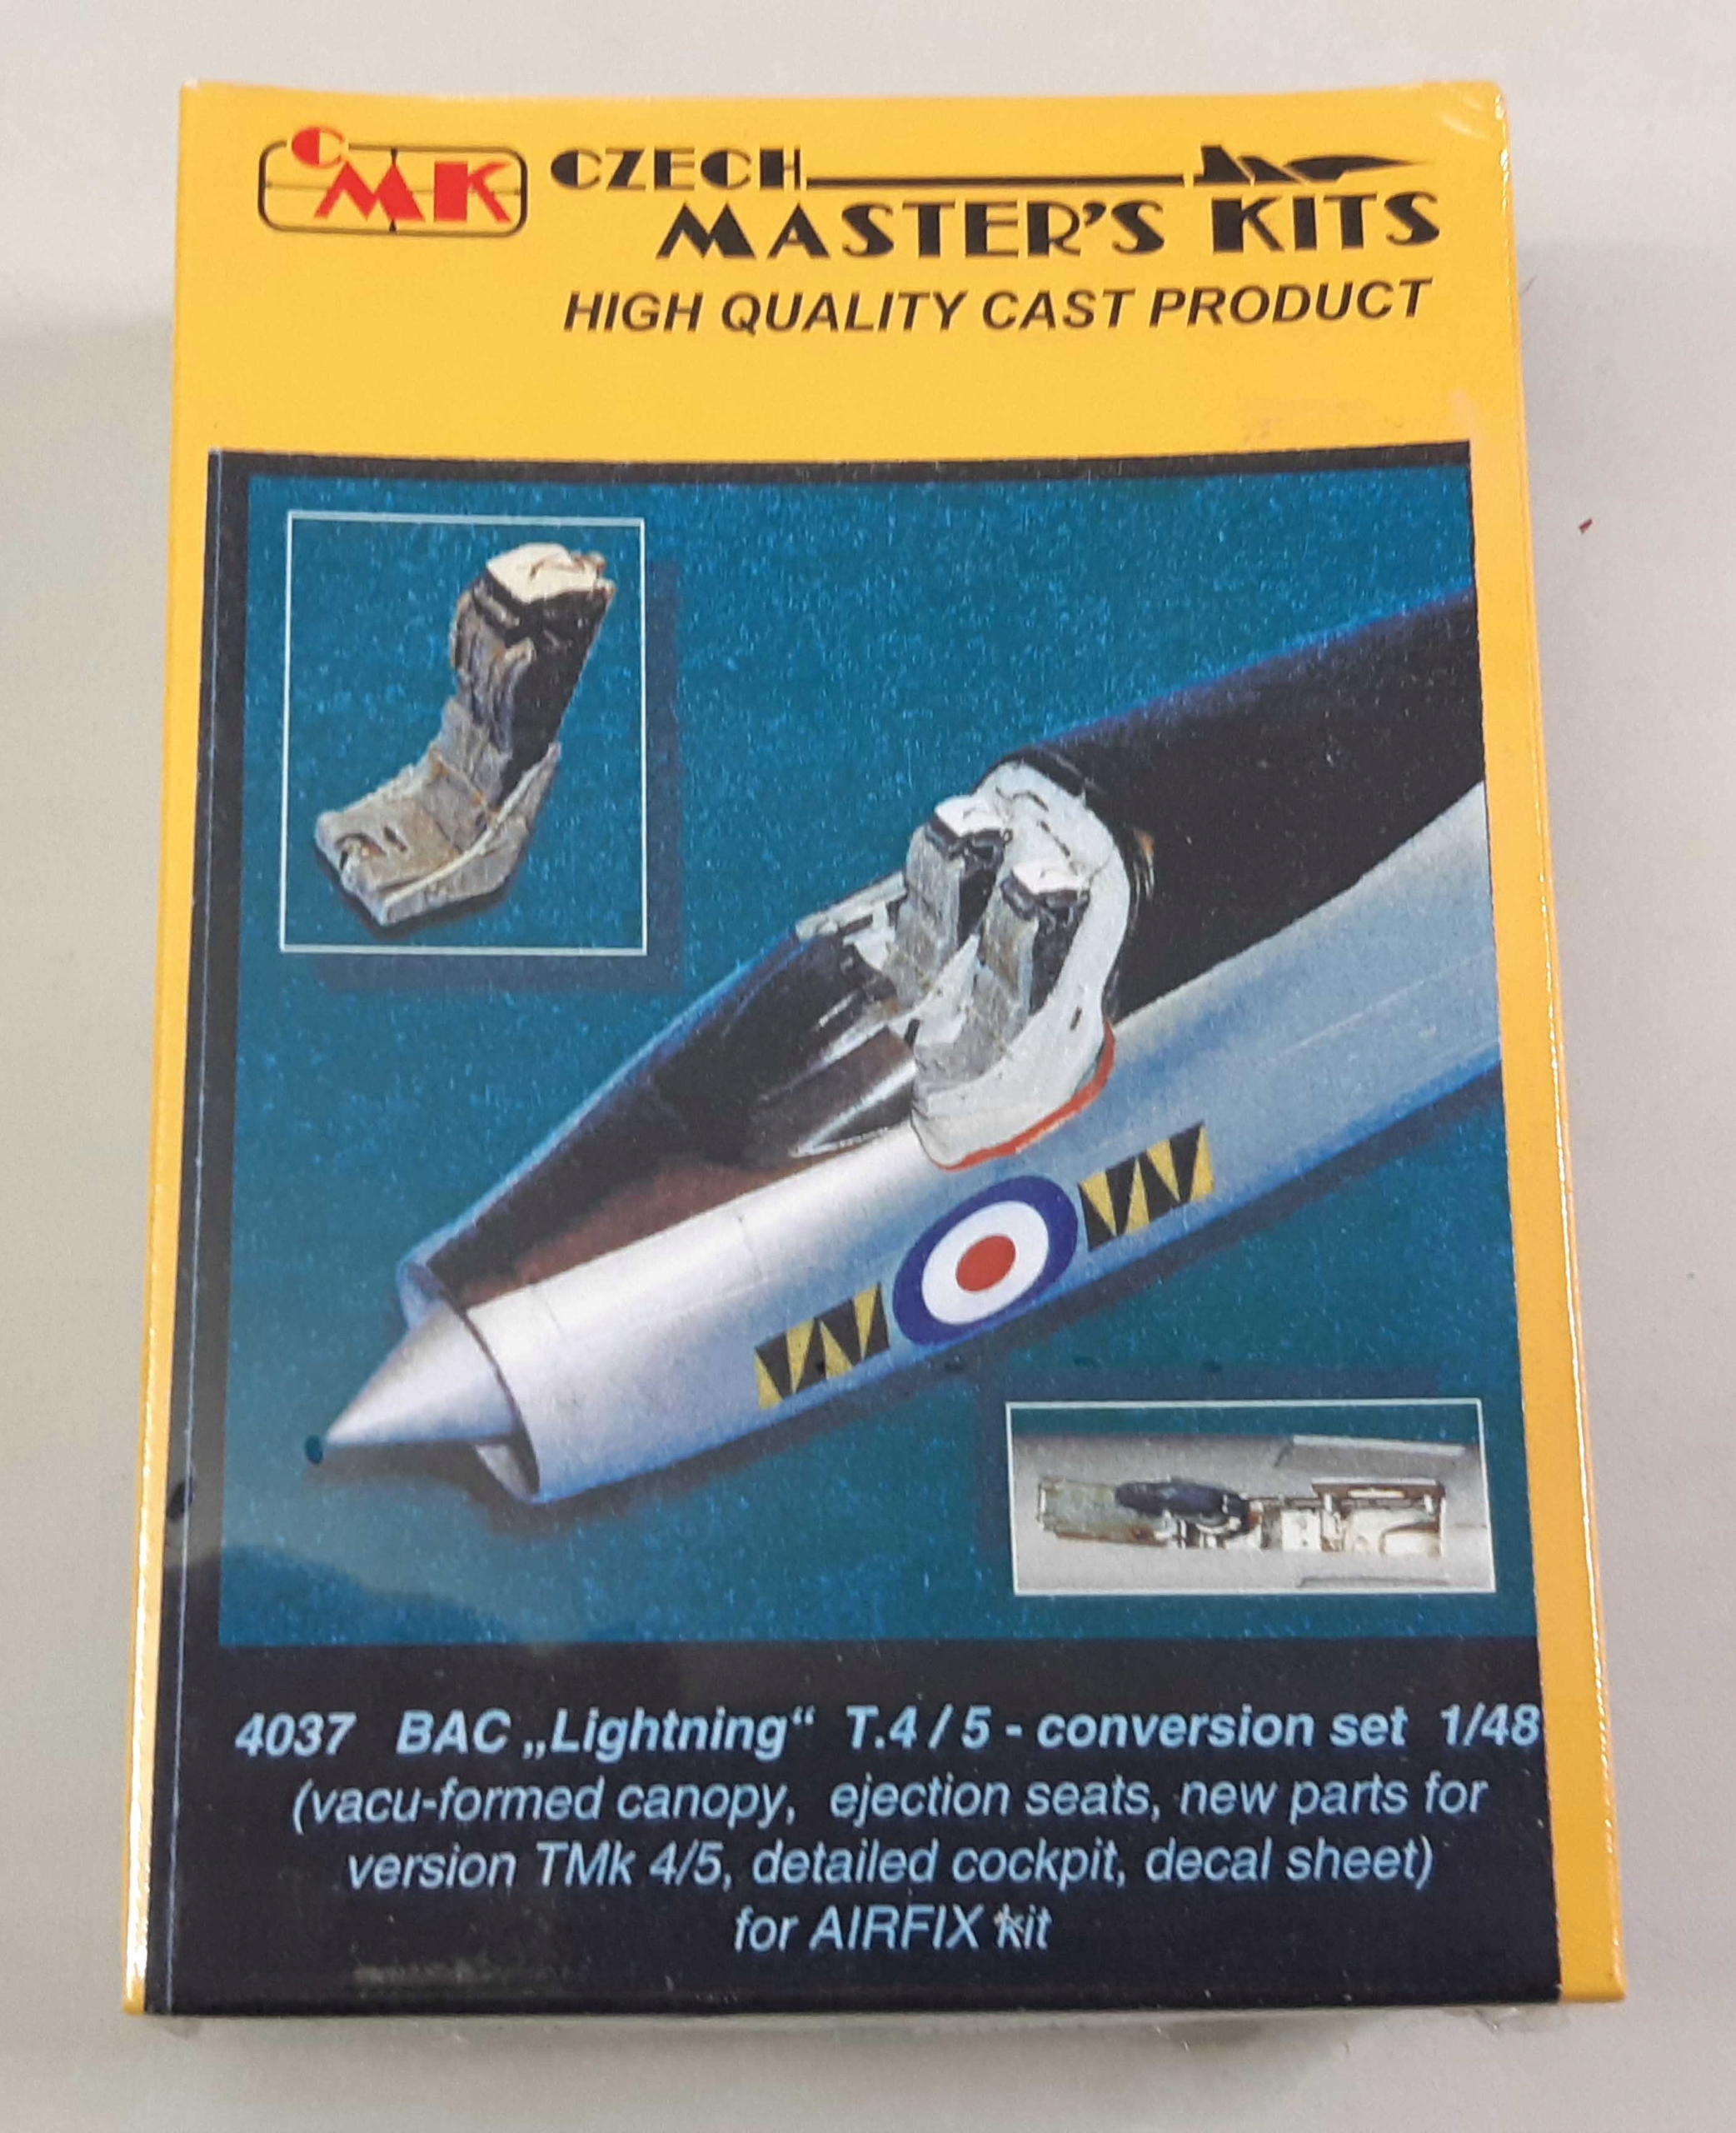 CMK CZECH
MASTER'S KITS
HIGH QUALITY CAST PRODUCT
4037 BAC „Lightning“ T.4 / 5 - conversion set 1/48
(vacu-formed canopy, ejection seats, new parts for
version TMk 4/5, detailed cockpit, decal sheet)
for AIRFIX kit